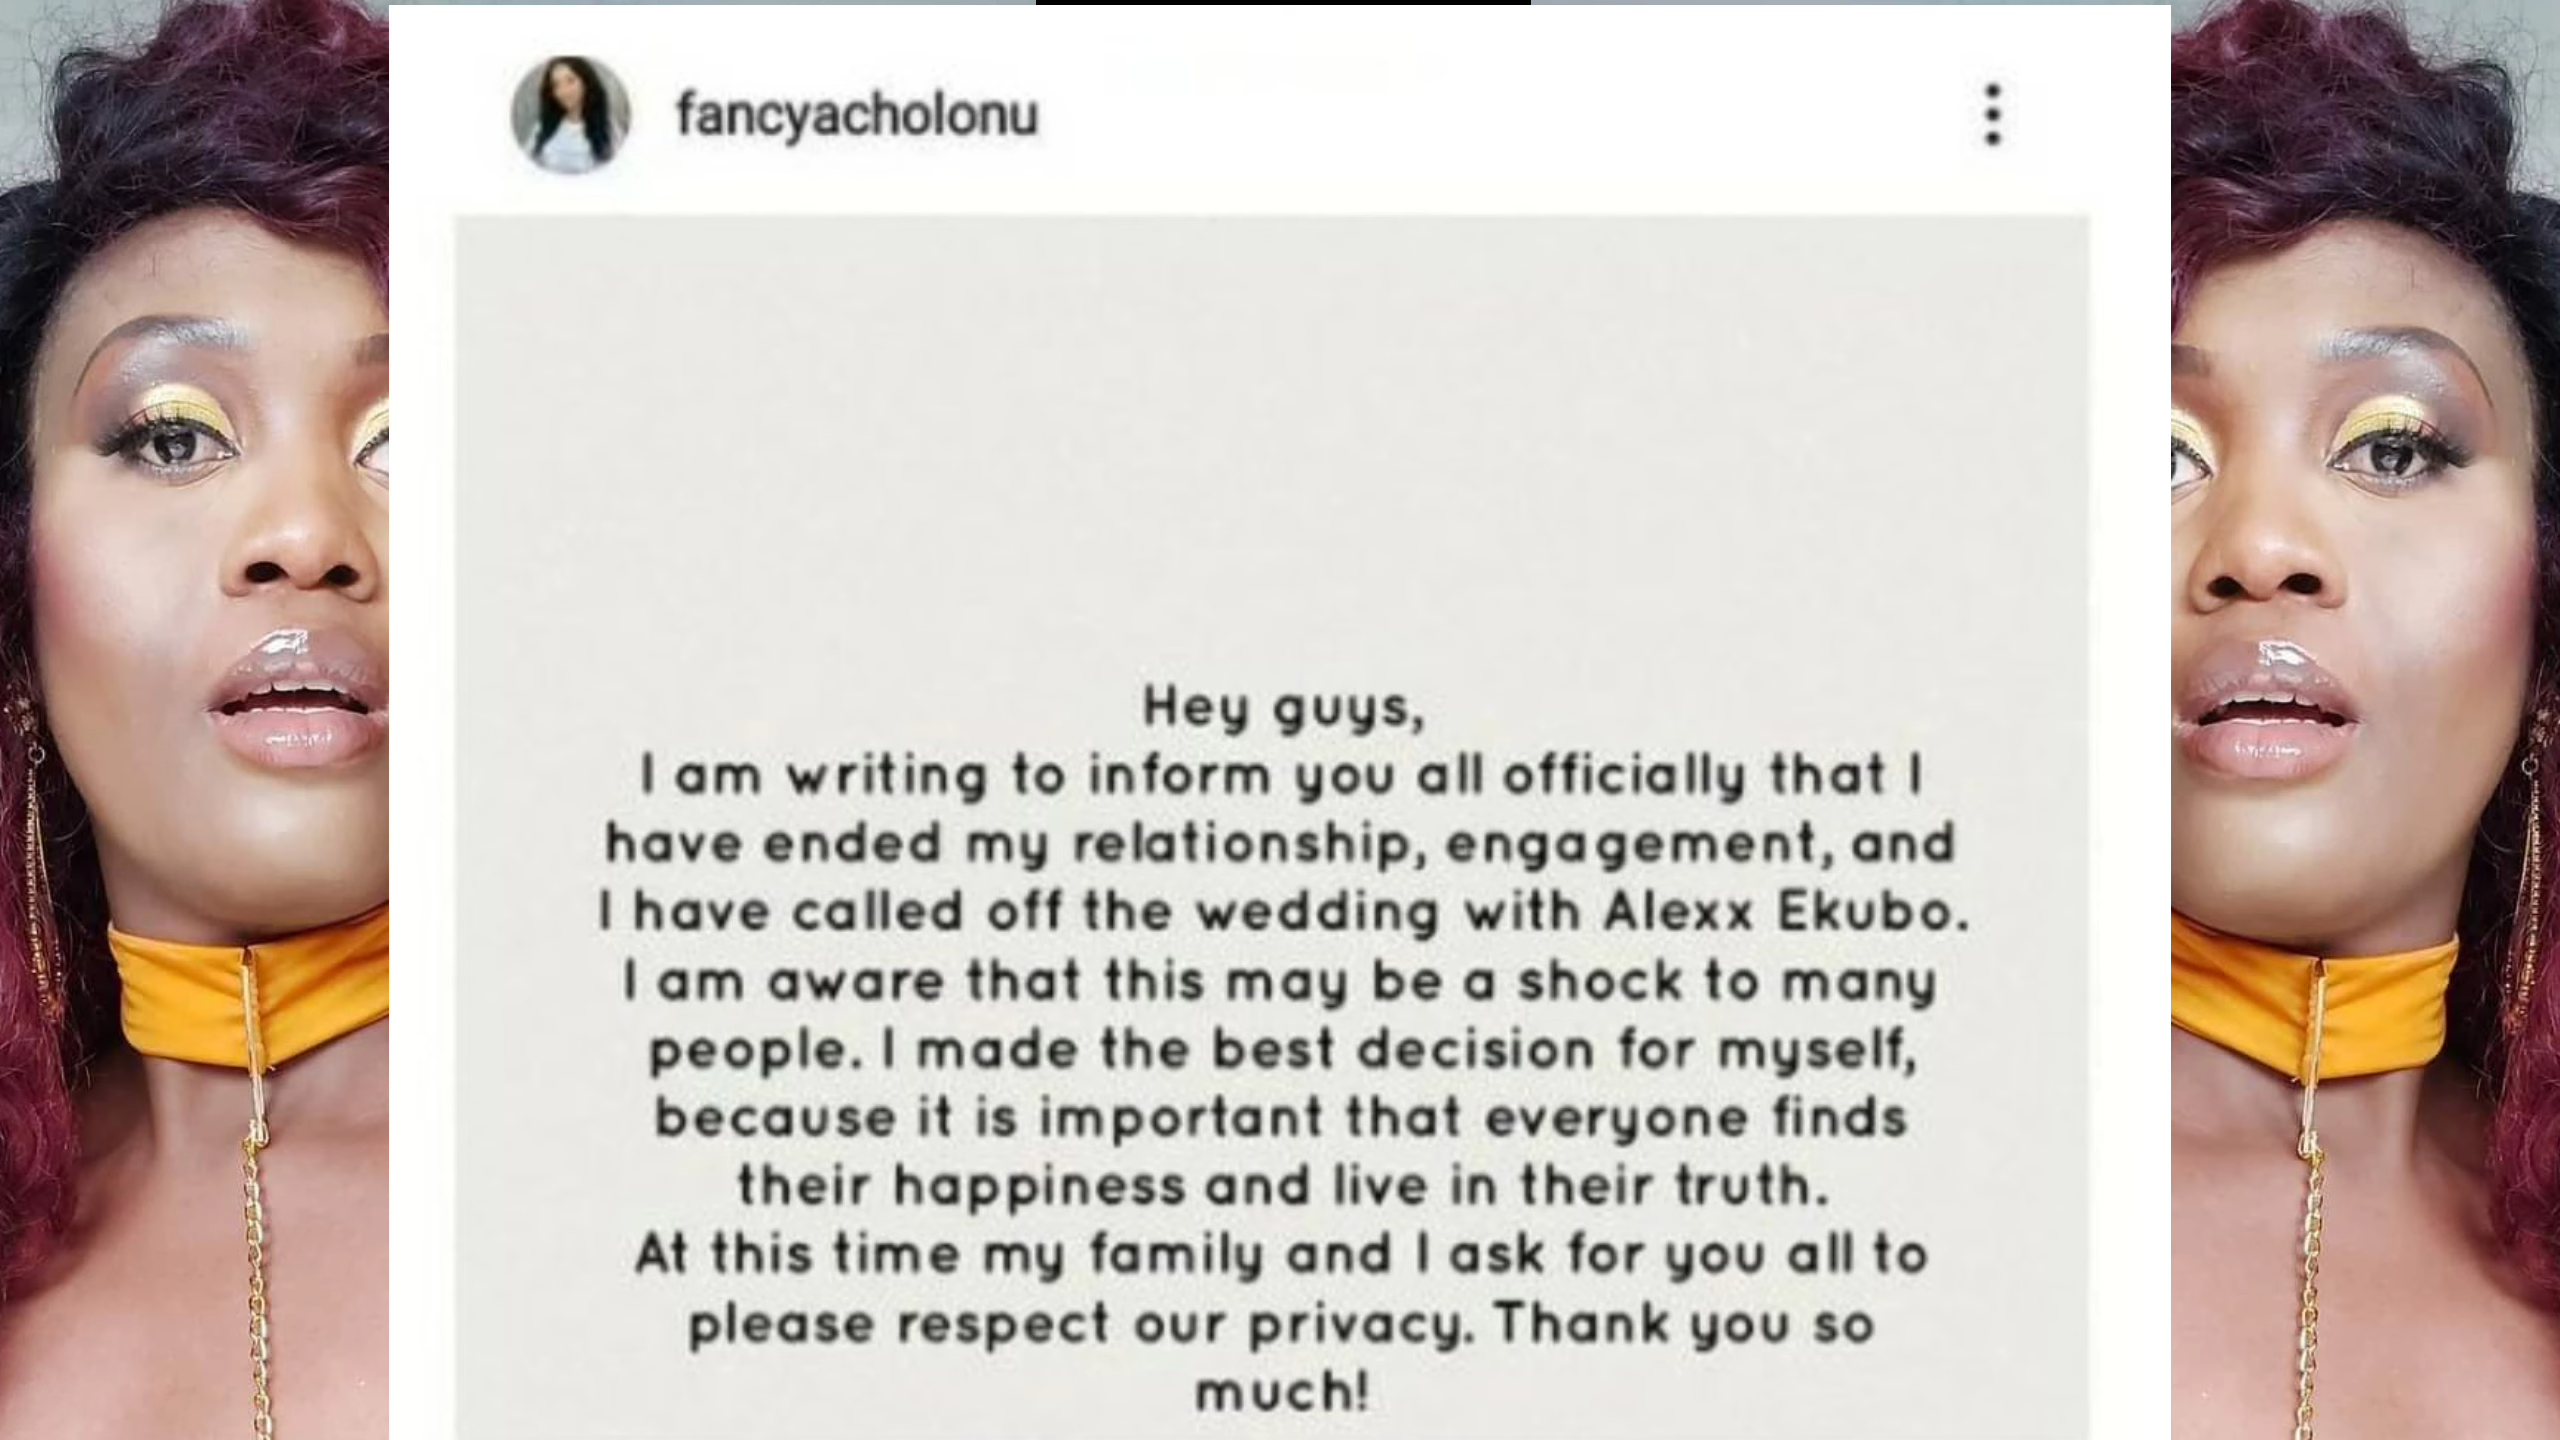 fancyacholonu
Hey guys,
I am writing to inform you all officially that I
have ended my relationship, engagement, and
I have called off the wedding with Alexx Ekubo.
I am aware that this may be a shock to many
people. I made the best decision for myself,
because it is important that everyone finds
their happiness and live in their truth.
At this time my family and I ask for you all to
please respect our privacy. Thank you so
much!